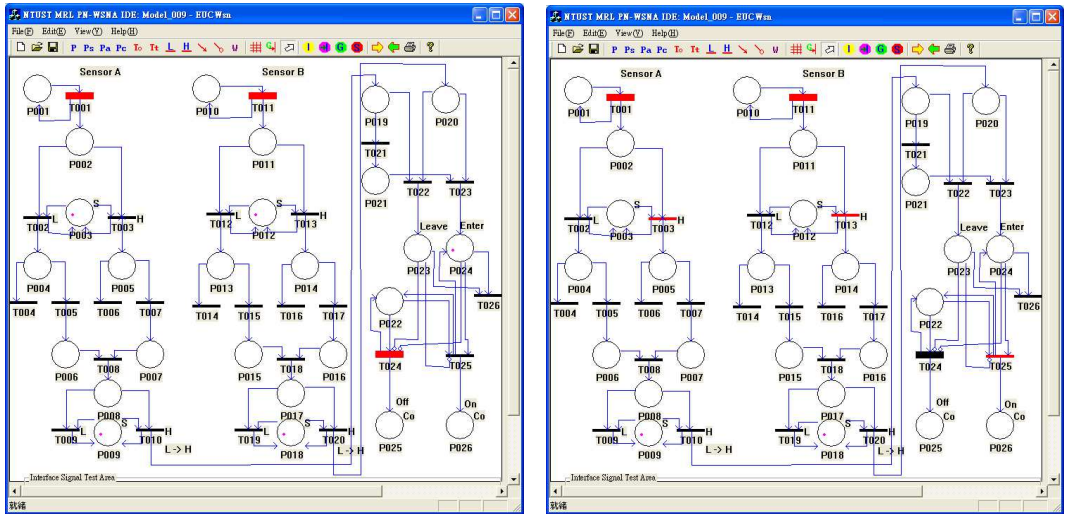 NTUST MRL PN-WSNA IDE: Model_009 - EUCWsn
File(F) Edit(E) View(V) Help(H)
P Ps Pa Pc To Tt L H W I H G S ?
Sensor A Sensor B
P001 T001 P010 T011 P019 P020
P002 P011 T021
P021 T022 T023
T002 L P003 S T003 H T012 L P012 S T013 H
Leave Enter
P004 P005 P013 P014 P023 P024
T004 T005 T006 T007 T014 T015 T016 T017 T026
P022
P006 T008 P007 P015 T018 P016 T024 T025
P008 P017 Off On
T009 L P009 S T010 H T019 L P018 S T020 H Co Co
L -> H L -> H
P025 P026
Interface Signal Test Area
就緒
NTUST MRL PN-WSNA IDE: Model_009 - EUCWsn
File(F) Edit(E) View(V) Help(H)
P Ps Pa Pc To Tt L H W I H G S ?
Sensor A Sensor B
P001 T001 P010 T011 P019 P020
P002 P011 T021
P021 T022 T023
T002 L P003 S T003 H T012 L P012 S T013 H
Leave Enter
P004 P005 P013 P014 P023 P024
T004 T005 T006 T007 T014 T015 T016 T017 T026
P022
P006 T008 P007 P015 T018 P016 T024 T025
P008 P017 Off On
T009 L P009 S T010 H T019 L P018 S T020 H Co Co
L -> H L -> H
P025 P026
Interface Signal Test Area
就緒